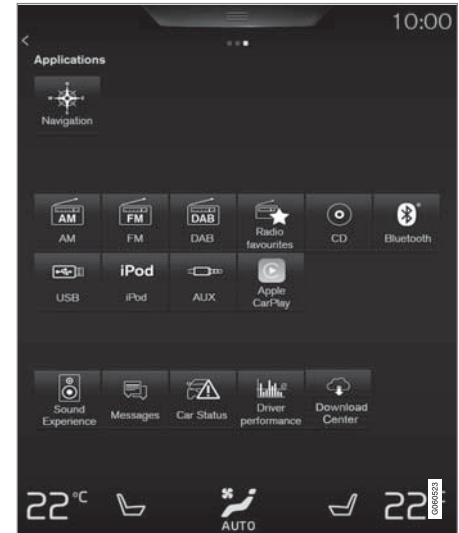 10:00
<
Applications
Navigation
AM FM DAB
AM FM DAB Radio favourites CD Bluetooth
iPod
USB iPod AUX Apple CarPlay
Sound Experience Messages Car Status Driver performance Download Center
22°C 22°
AUTO
G060523